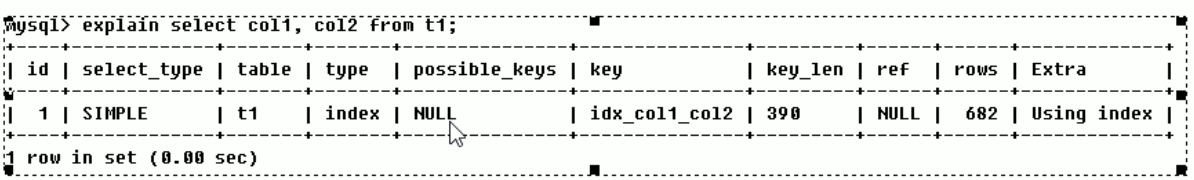 mysql> explain select col1, col2 from t1;
+----+-------------+-------+-------+---------------+---------------+---------+------+------+-------------+
| id | select_type | table | type | possible_keys | key | key_len | ref | rows | Extra |
+----+-------------+-------+-------+---------------+---------------+---------+------+------+-------------+
| 1 | SIMPLE | t1 | index | NULL | idx_col1_col2 | 390 | NULL | 682 | Using index |
+----+-------------+-------+-------+---------------+---------------+---------+------+------+-------------+
1 row in set (0.00 sec)